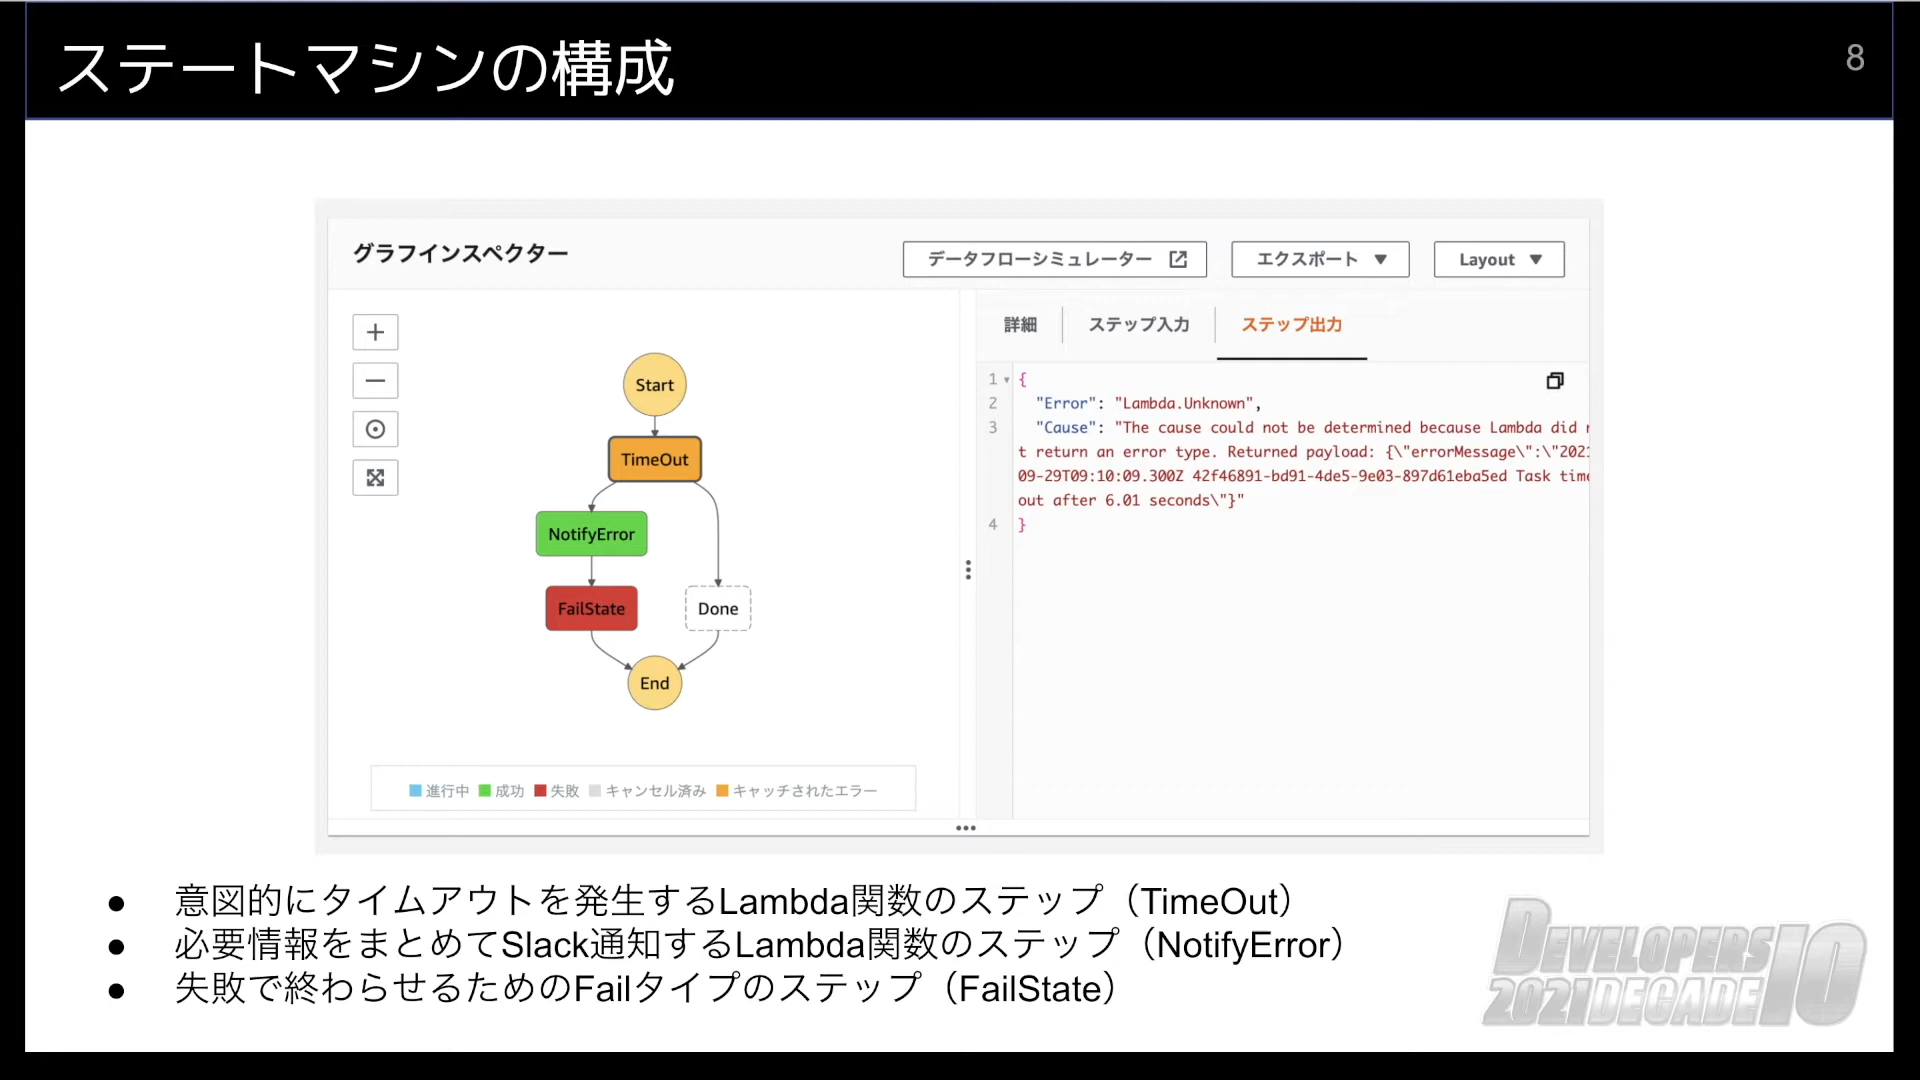 ステートマシンの構成
8
グラフインスペクター
データフローシミュレーター
エクスポート ▼
Layout ▼
詳細
ステップ入力
ステップ出力
Start
TimeOut
NotifyError
FailState
Done
End
進行中 成功 失敗 キャンセル済み キャッチされたエラー
1 {
2 "Error": "Lambda.Unknown",
3 "Cause": "The cause could not be determined because Lambda did
t return an error type. Returned payload: {\"errorMessage\":\"2021
09-29T09:10:09.300Z 42f46891-bd91-4de5-9e03-897d61eba5ed Task time
out after 6.01 seconds\"}"
4 }
● 意図的にタイムアウトを発生するLambda関数のステップ（TimeOut）
● 必要情報をまとめてSlack通知するLambda関数のステップ（NotifyError）
● 失敗で終わらせるためのFailタイプのステップ（FailState）
DEVELOPERS
2021 DECADE 10